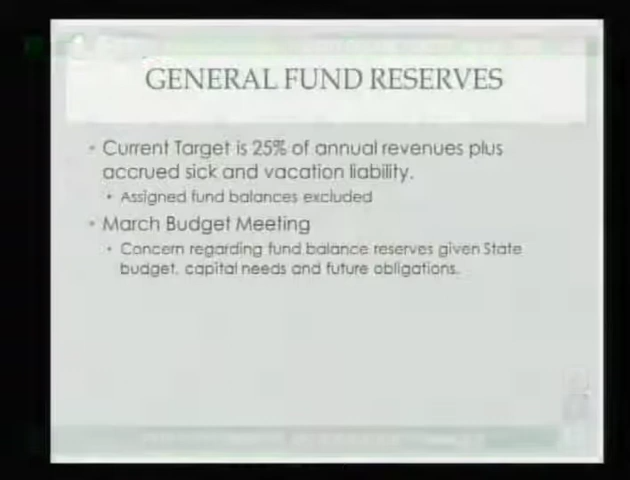 GENERAL FUND RESERVES
• Current Target is 25% of annual revenues plus
accrued sick and vacation liability.
• Assigned fund balances excluded
• March Budget Meeting
• Concern regarding fund balance reserves given State
budget, capital needs and future obligations.